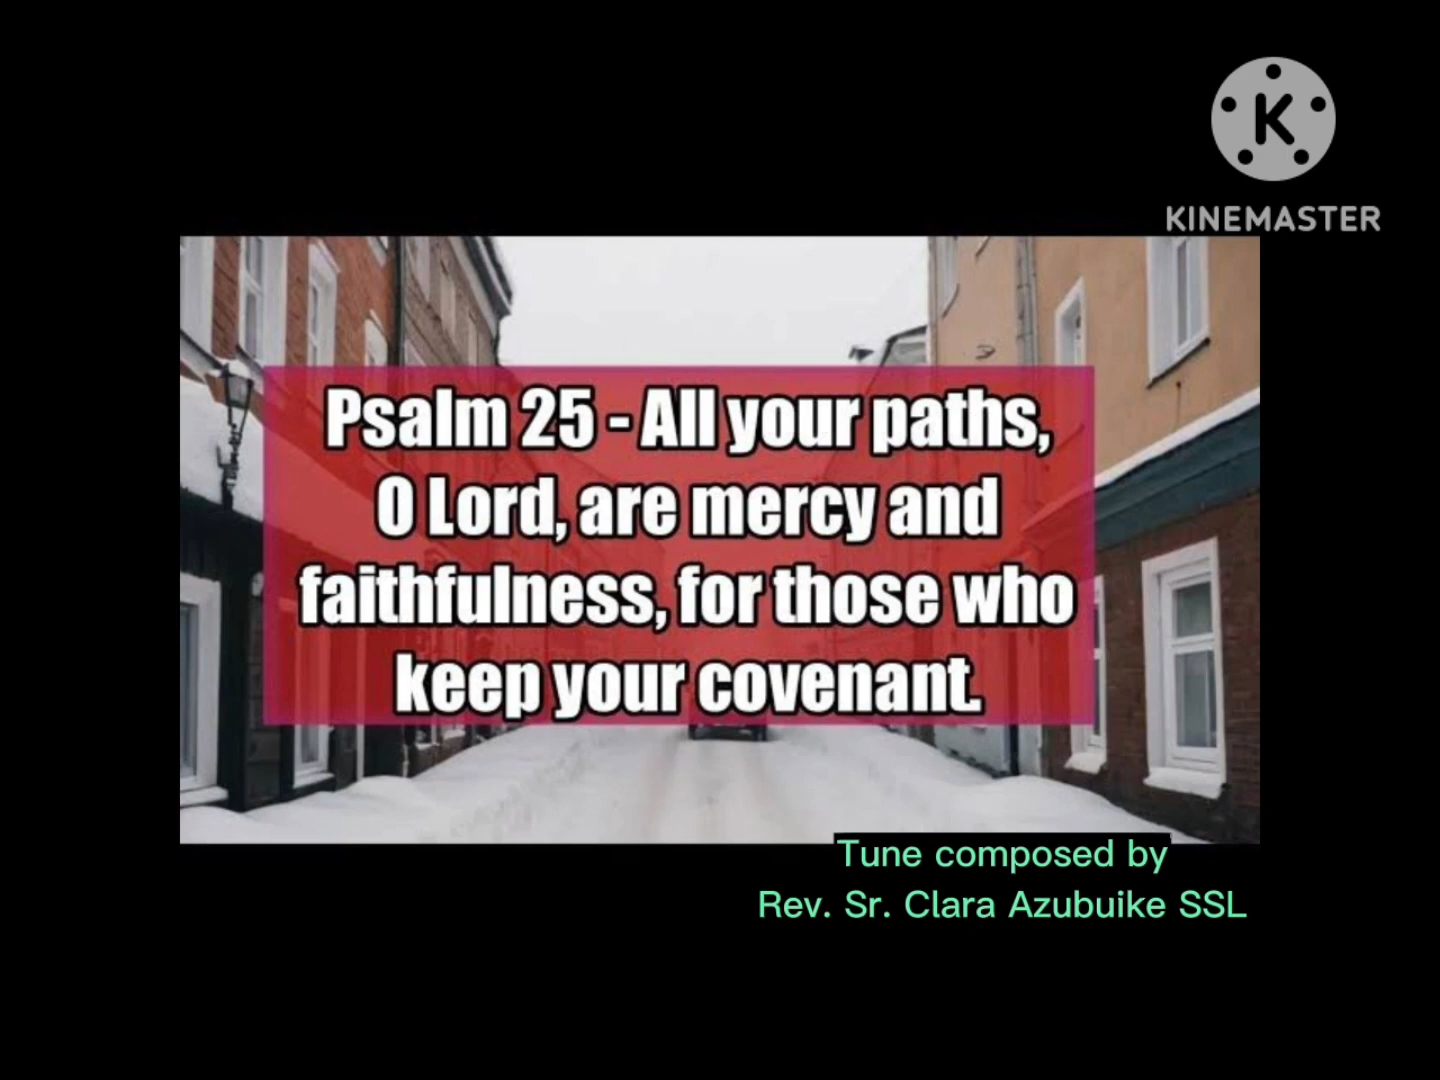 K
KINEMASTER
Psalm 25 - All your paths,
O Lord, are mercy and
faithfulness, for those who
keep your covenant.
Tune composed by
Rev. Sr. Clara Azubuike SSL